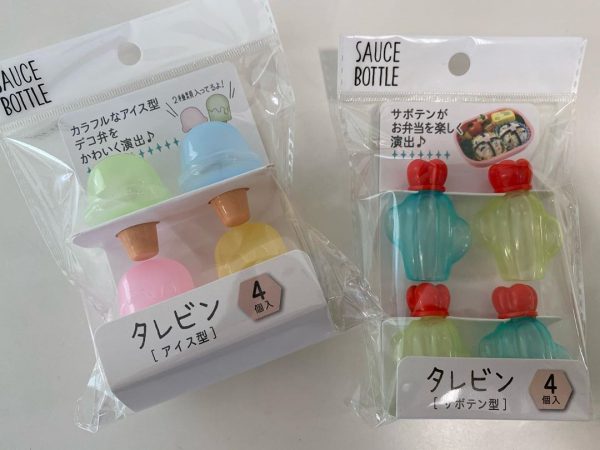 SAUCE
BOTTLE
カラフルなアイス型
デコ弁を
かわいく演出♪
2種類入ってるよ!
タレビン
[アイス型]
4
個入
SAUCE
BOTTLE
サボテンが
お弁当を楽しく
演出♪
タレビン
[サボテン型]
4
個入